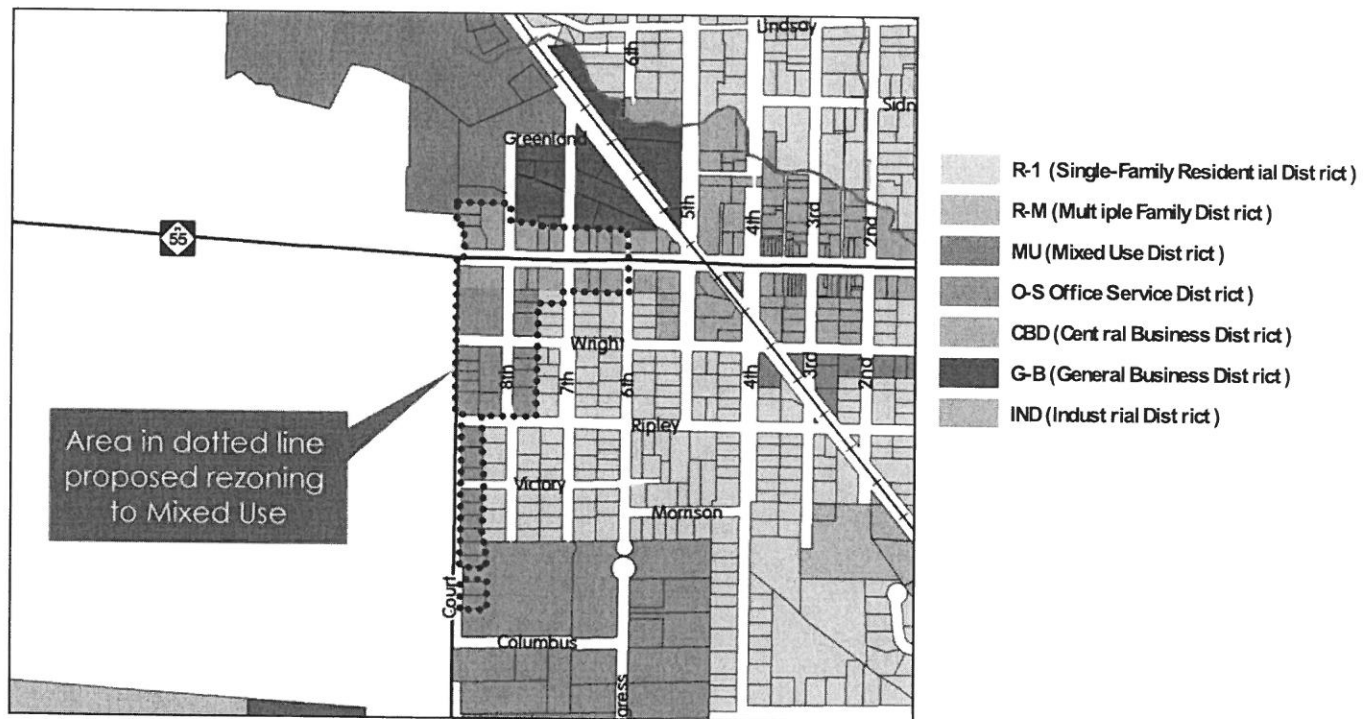 Lindsay
6th
Sidn
Greenland
5th
4th
3rd
2nd
M
55
Wright
8th
7th
6th
4th
3rd
2nd
Ripley
Area in dotted line
proposed rezoning
to Mixed Use
Victory
Morrison
Court
Columbus
gress
R-1 (Single-Family Residential District)
R-M (Multiple Family District)
MU (Mixed Use District)
O-S Office Service District)
CBD (Central Business District)
G-B (General Business District)
IND (Industrial District)